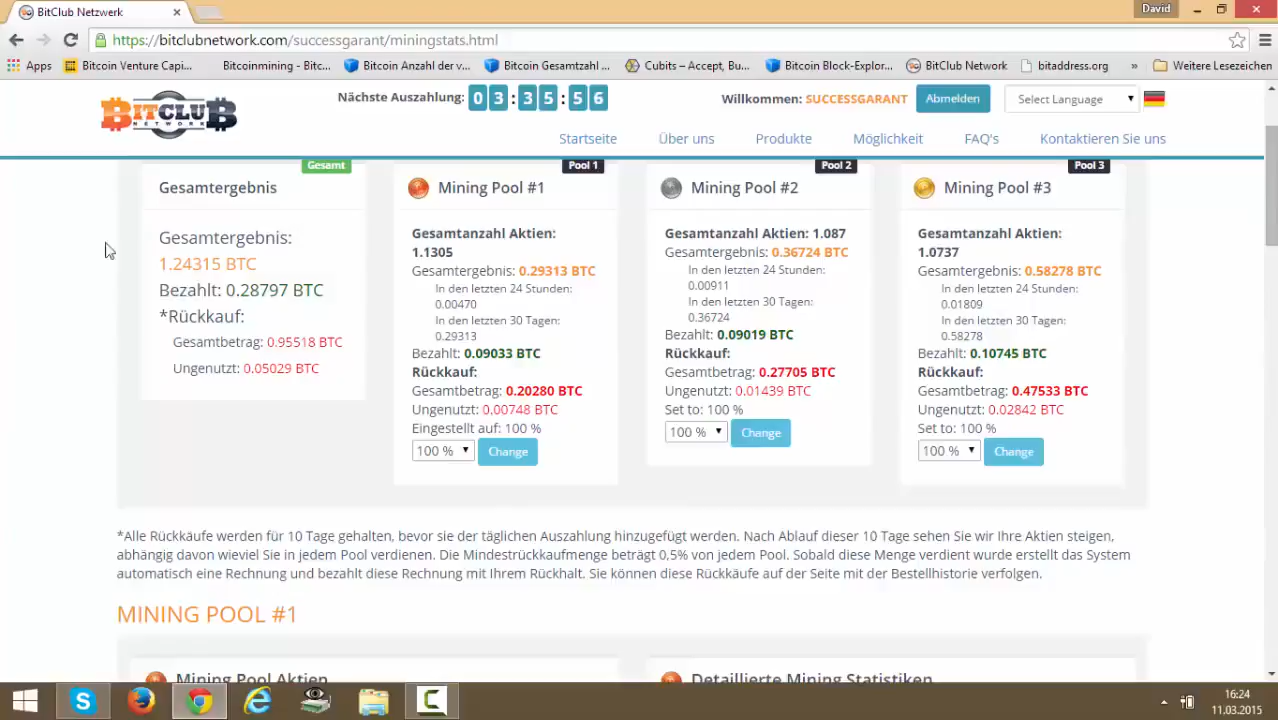 BitClub Netzwerk
David
https://bitclubnetwork.com/successgarant/miningstats.html
Apps
Bitcoin Venture Capi...
Bitcoinmining - Bitc...
Bitcoin Anzahl der v...
Bitcoin Gesamtzahl ...
Cubits – Accept, Bu...
Bitcoin Block-Explor...
BitClub Network
bitaddress.org
»
Weitere Lesezeichen
BITCLUB
NETWORK
Nächste Auszahlung: 03:35:56
Willkommen: SUCCESSGARANT
Abmelden
Select Language
Startseite
Über uns
Produkte
Möglichkeit
FAQ's
Kontaktieren Sie uns
Gesamt
Gesamtergebnis
Gesamtergebnis:
1.24315 BTC
Bezahlt: 0.28797 BTC
*Rückkauf:
Gesamtbetrag: 0.95518 BTC
Ungenutzt: 0.05029 BTC
Pool 1
Mining Pool #1
Gesamtanzahl Aktien:
1.1305
Gesamtergebnis: 0.29313 BTC
In den letzten 24 Stunden:
0.00470
In den letzten 30 Tagen:
0.29313
Bezahlt: 0.09033 BTC
Rückkauf:
Gesamtbetrag: 0.20280 BTC
Ungenutzt: 0.00748 BTC
Eingestellt auf: 100 %
100 %
Change
Pool 2
Mining Pool #2
Gesamtanzahl Aktien: 1.087
Gesamtergebnis: 0.36724 BTC
In den letzten 24 Stunden:
0.00911
In den letzten 30 Tagen:
0.36724
Bezahlt: 0.09019 BTC
Rückkauf:
Gesamtbetrag: 0.27705 BTC
Ungenutzt: 0.01439 BTC
Set to: 100 %
100 %
Change
Pool 3
Mining Pool #3
Gesamtanzahl Aktien:
1.0737
Gesamtergebnis: 0.58278 BTC
In den letzten 24 Stunden:
0.01809
In den letzten 30 Tagen:
0.58278
Bezahlt: 0.10745 BTC
Rückkauf:
Gesamtbetrag: 0.47533 BTC
Ungenutzt: 0.02842 BTC
Set to: 100 %
100 %
Change
*Alle Rückkäufe werden für 10 Tage gehalten, bevor sie der täglichen Auszahlung hinzugefügt werden. Nach Ablauf dieser 10 Tage sehen Sie wir Ihre Aktien steigen,
abhängig davon wieviel Sie in jedem Pool verdienen. Die Mindestrückkaufmenge beträgt 0,5% von jedem Pool. Sobald diese Menge verdient wurde erstellt das System
automatisch eine Rechnung und bezahlt diese Rechnung mit Ihrem Rückhalt. Sie können diese Rückkäufe auf der Seite mit der Bestellhistorie verfolgen.
MINING POOL #1
Mining Pool Aktien
Detaillierte Mining Statistiken
16:24
11.03.2015